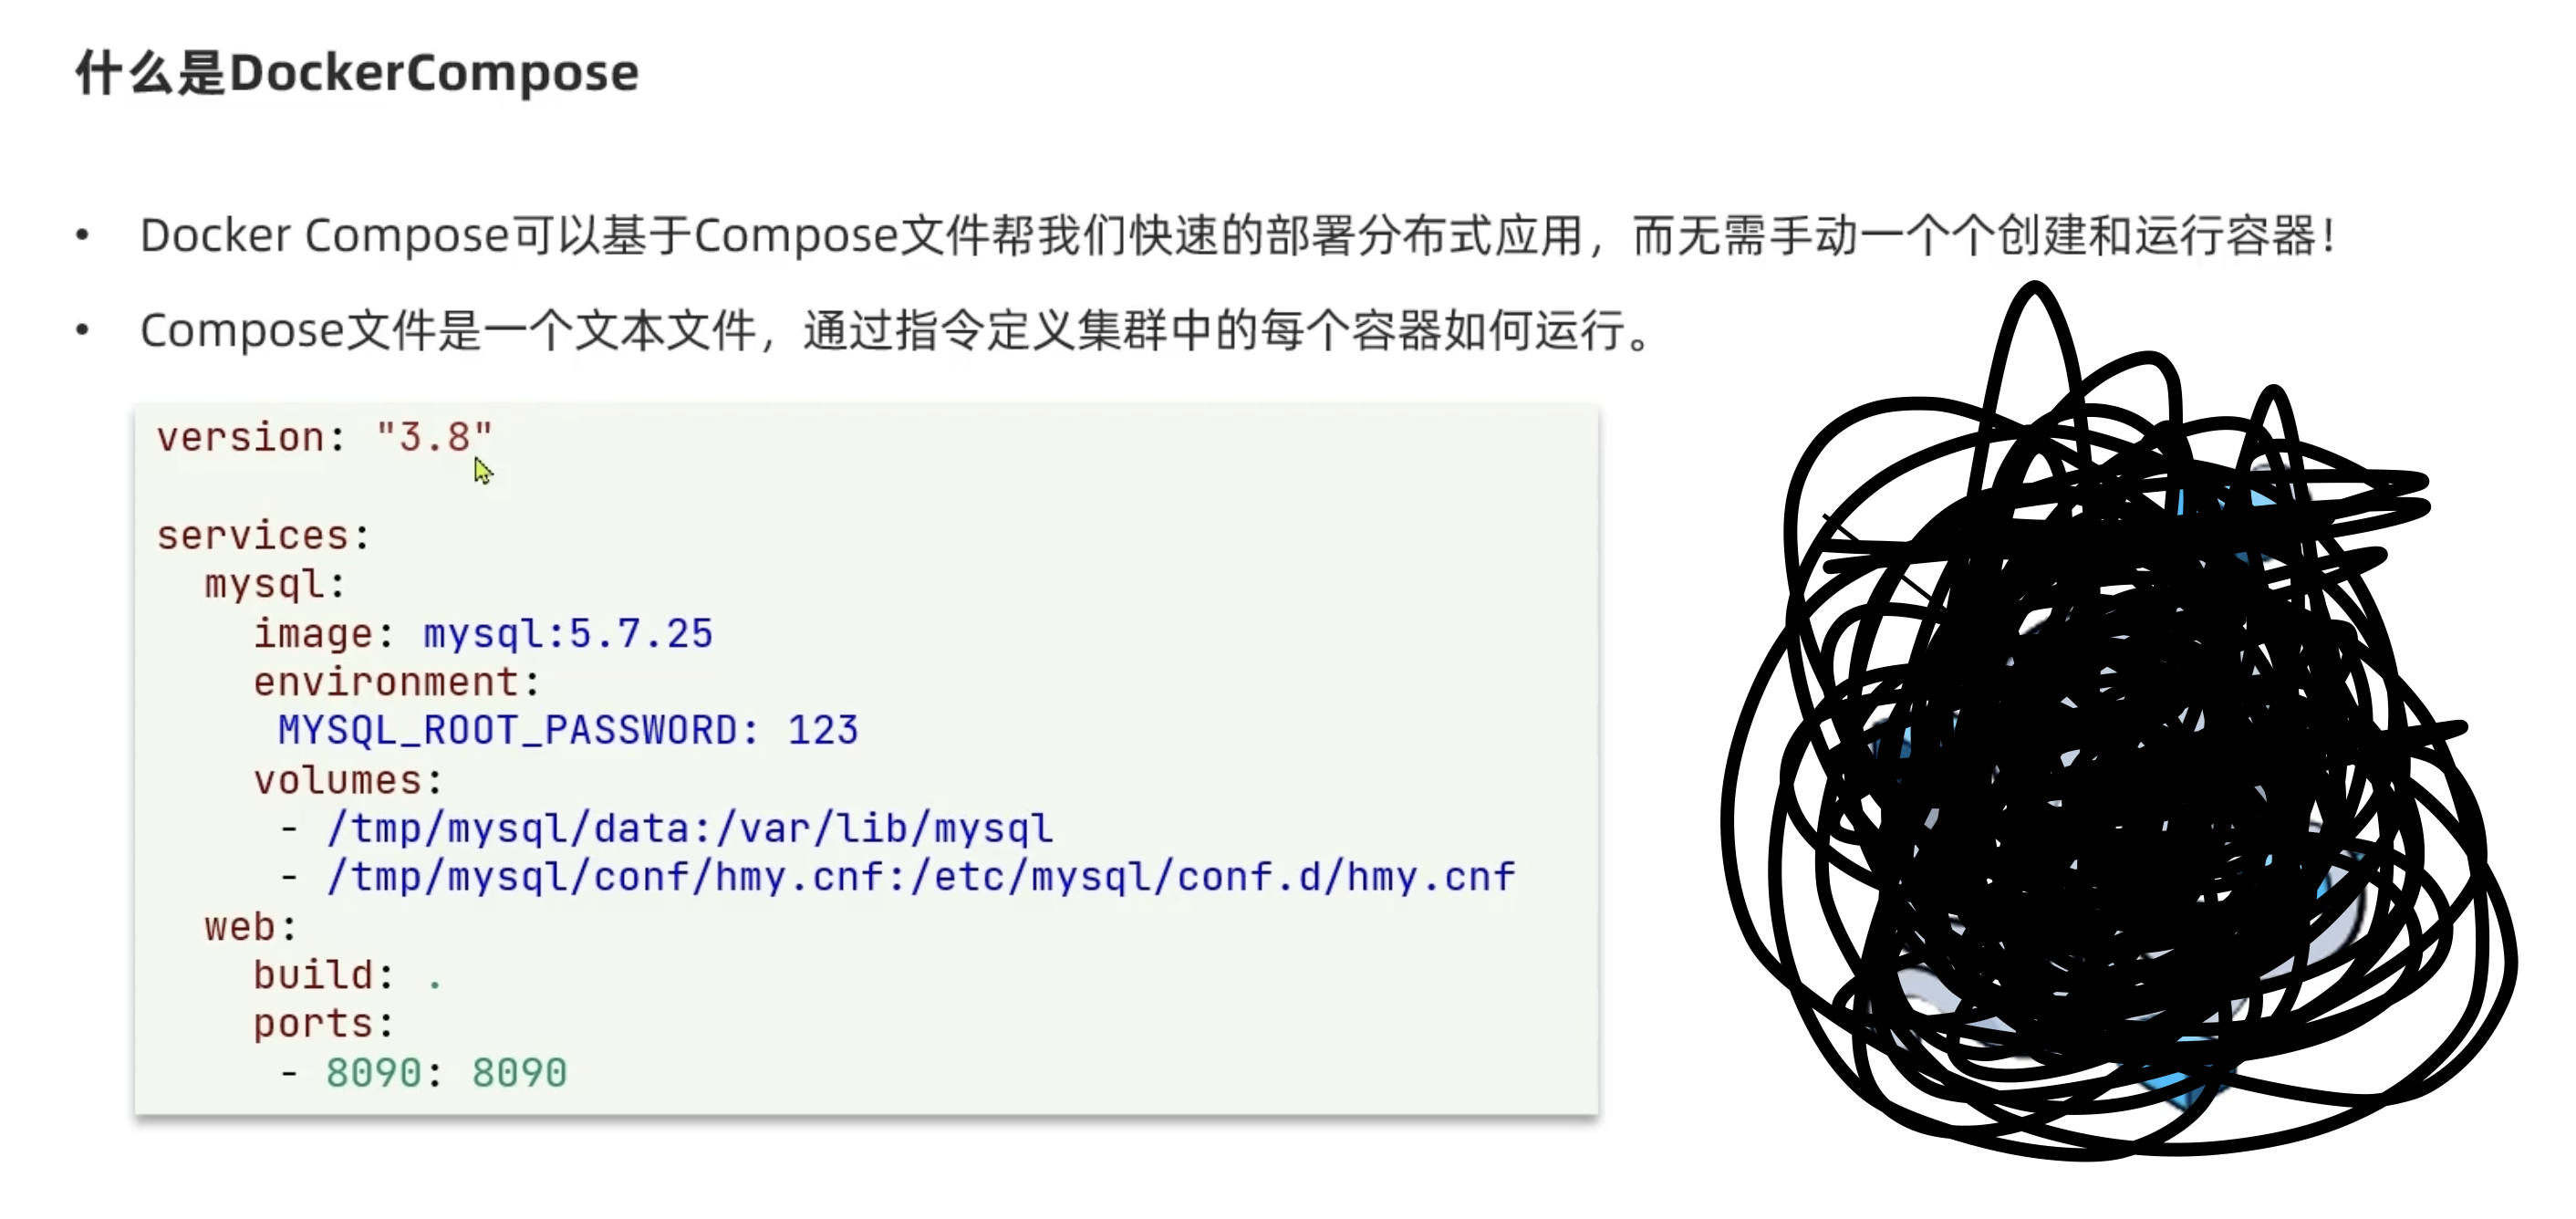 什么是DockerCompose
• Docker Compose可以基于Compose文件帮我们快速的部署分布式应用，而无需手动一个个创建和运行容器！
• Compose文件是一个文本文件，通过指令定义集群中的每个容器如何运行。
version: "3.8"
services:
  mysql:
    image: mysql:5.7.25
    environment:
     MYSQL_ROOT_PASSWORD: 123
    volumes:
     - /tmp/mysql/data:/var/lib/mysql
     - /tmp/mysql/conf/hmy.cnf:/etc/mysql/conf.d/hmy.cnf
  web:
    build: .
    ports:
     - 8090: 8090